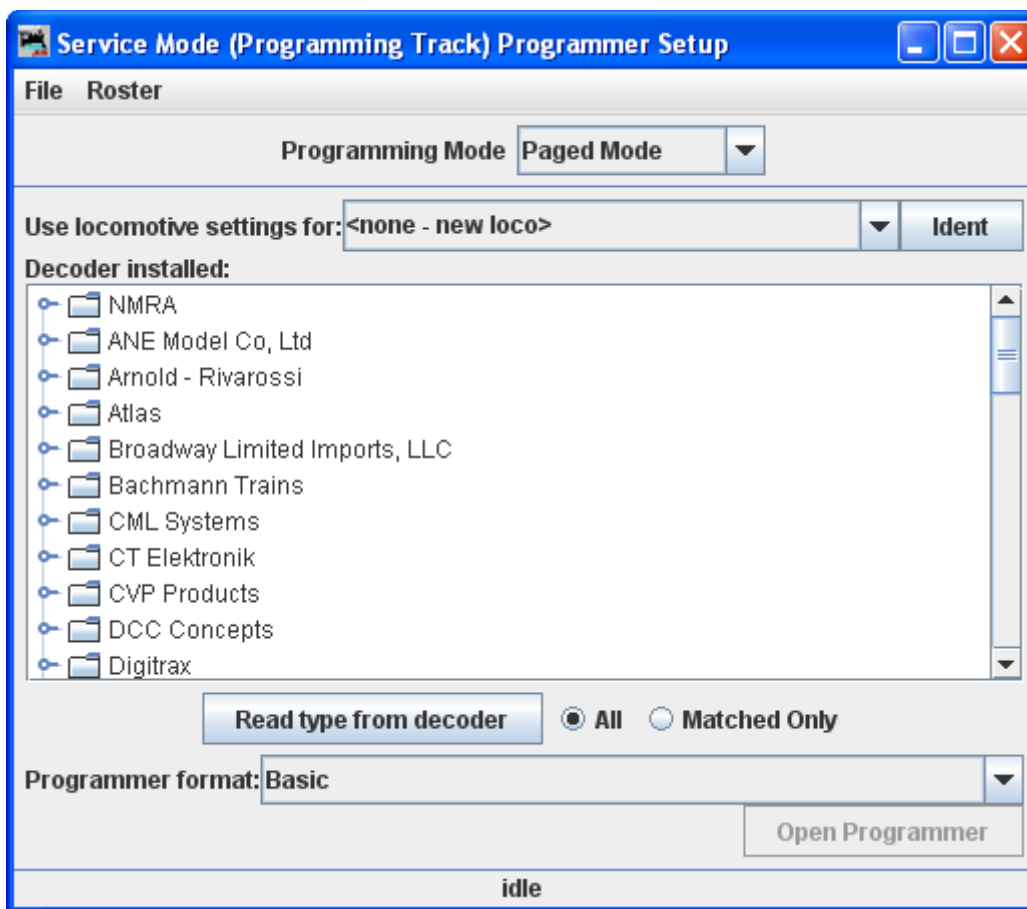 Service Mode (Programming Track) Programmer Setup
File Roster
Programming Mode Paged Mode
Use locomotive settings for: <none - new loco> Ident
Decoder installed:
NMRA
ANE Model Co, Ltd
Arnold - Rivarossi
Atlas
Broadway Limited Imports, LLC
Bachmann Trains
CML Systems
CT Elektronik
CVP Products
DCC Concepts
Digitrax
Read type from decoder All Matched Only
Programmer format: Basic
Open Programmer
idle